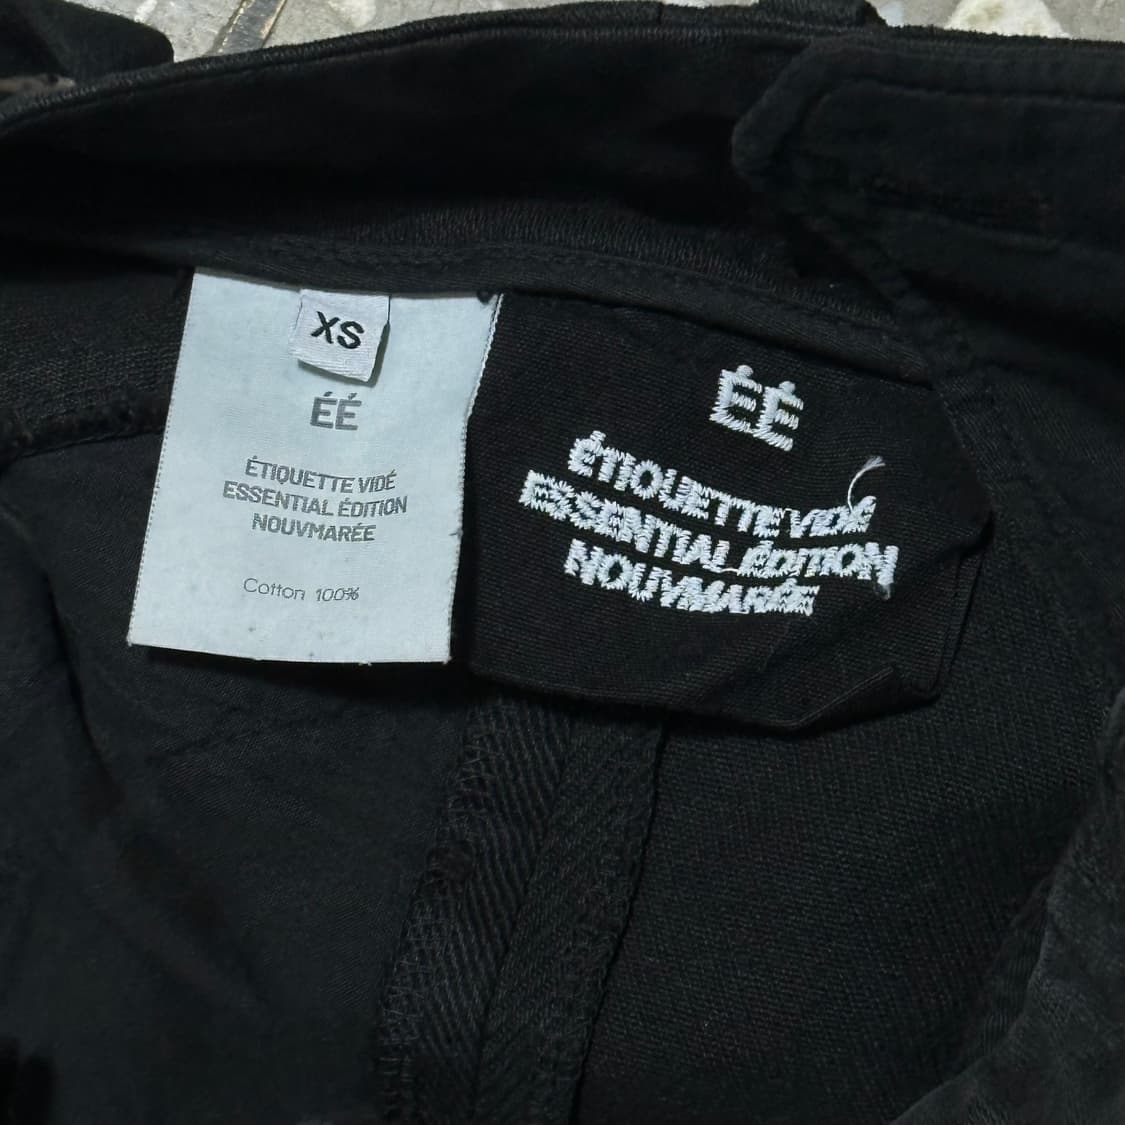 XS
ÉÉ
ÉTIQUETTE VIDÉ
ESSENTIAL ÉDITION
NOUVMARÉE
Cotton 100%
ÉÉ
ÉTIQUETTE VIDÉ
ESSENTIAL ÉDITION
NOUVMARÉE